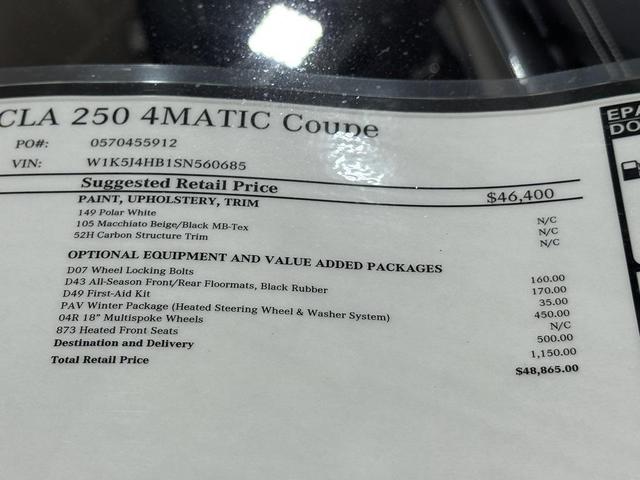 CLA 250 4MATIC Coupe
PO#: 0570455912
VIN: W1K5J4HB1SN560685
Suggested Retail Price $46,400
PAINT, UPHOLSTERY, TRIM
149 Polar White N/C
105 Macchiato Beige/Black MB-Tex N/C
52H Carbon Structure Trim N/C
OPTIONAL EQUIPMENT AND VALUE ADDED PACKAGES
D07 Wheel Locking Bolts 160.00
D43 All-Season Front/Rear Floormats, Black Rubber 170.00
D49 First-Aid Kit 35.00
PAV Winter Package (Heated Steering Wheel & Washer System) 450.00
04R 18" Multispoke Wheels N/C
873 Heated Front Seats 500.00
Destination and Delivery 1,150.00
Total Retail Price $48,865.00
EPA
DO